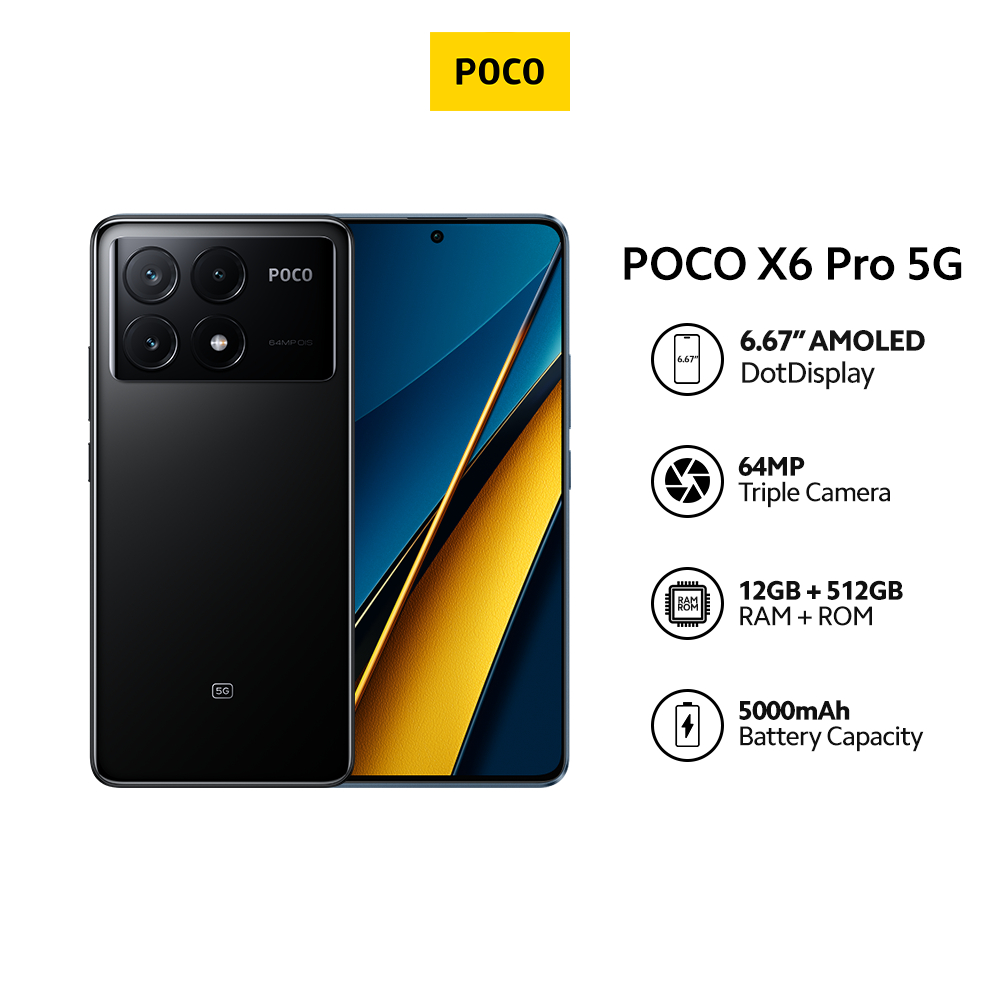 POCO
POCO
64MP OIS
5G
POCO X6 Pro 5G
6.67"
6.67" AMOLED
DotDisplay
64MP
Triple Camera
RAM
ROM
12GB + 512GB
RAM + ROM
5000mAh
Battery Capacity